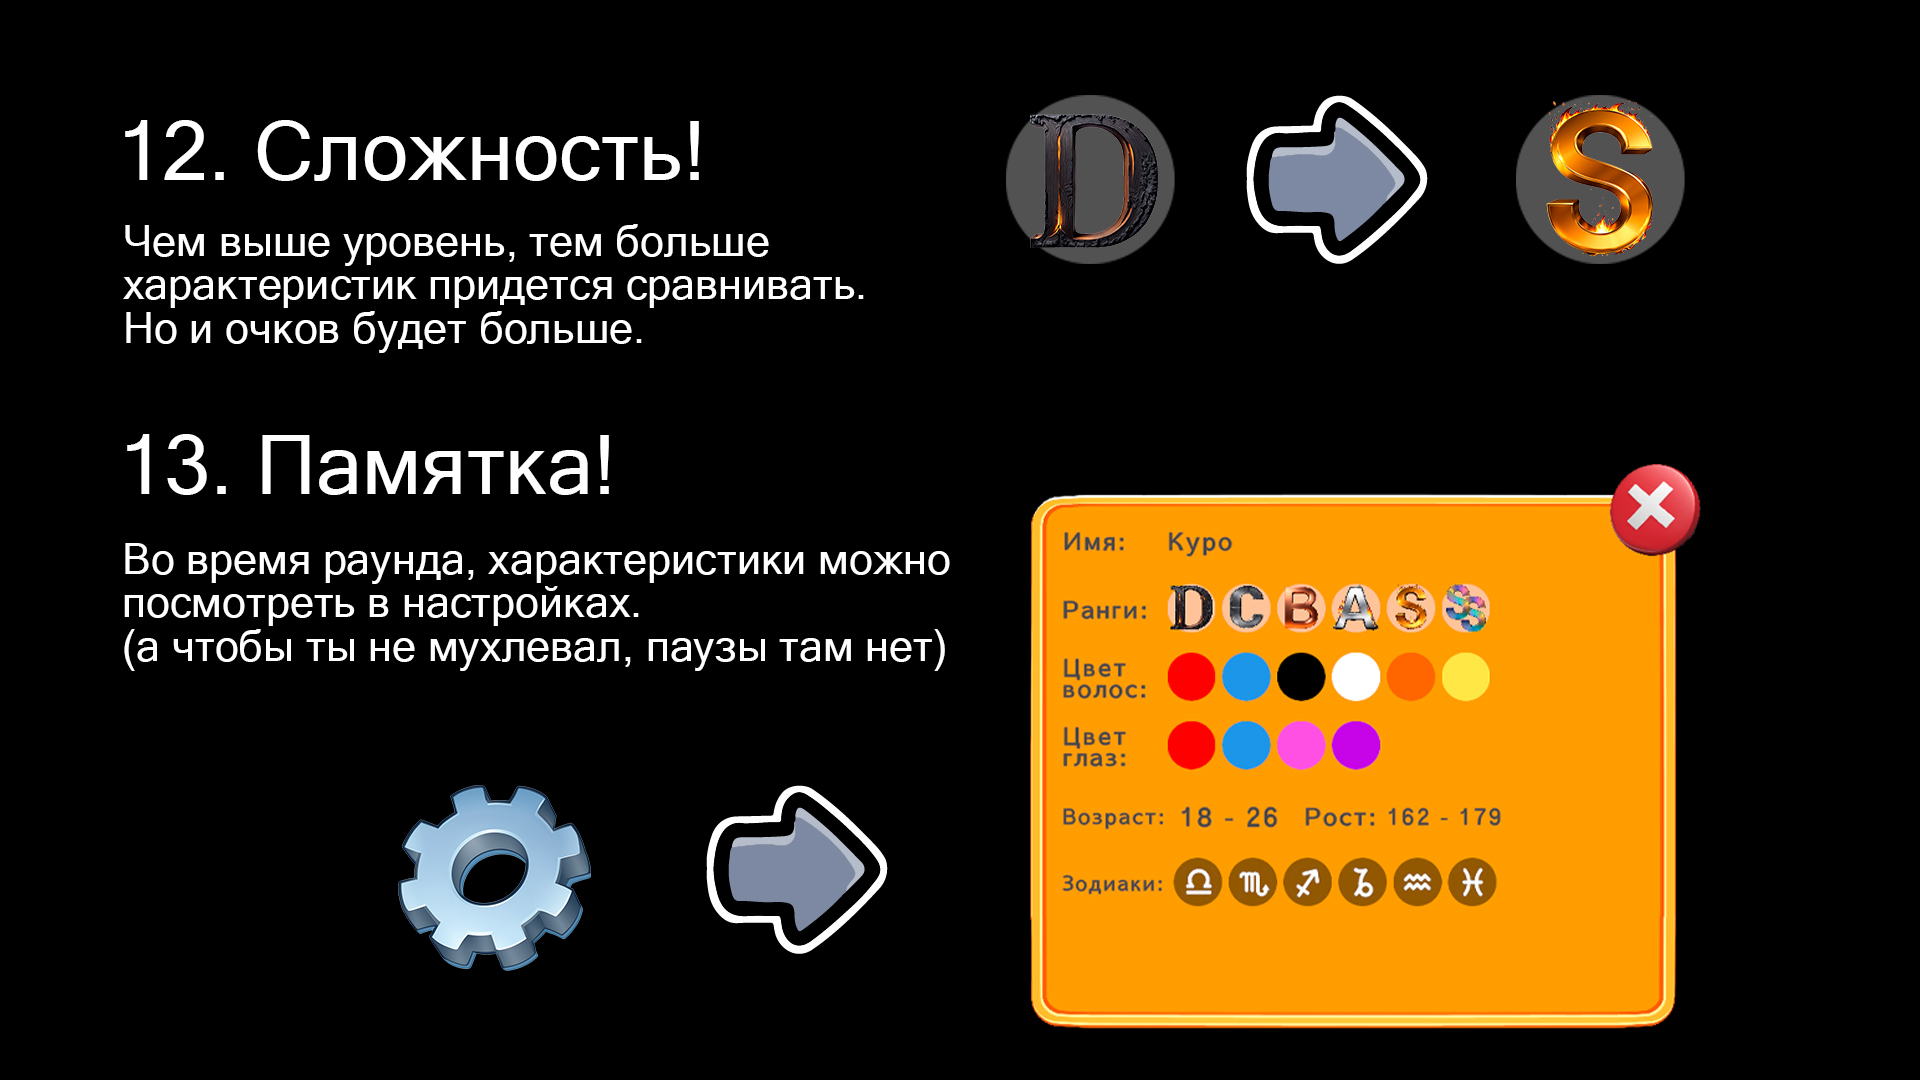 12. Сложность!
D
S
Чем выше уровень, тем больше
характеристик придется сравнивать.
Но и очков будет больше.
13. Памятка!
Во время раунда, характеристики можно
посмотреть в настройках.
(а чтобы ты не мухлевал, паузы там нет)
Имя: Куро
Ранги: D C B A S SS
Цвет
волос:
Цвет
глаз:
Возраст: 18 - 26 Рост: 162 - 179
Зодиаки: ♎ ♏ ♐ ♑ ♒ ♓